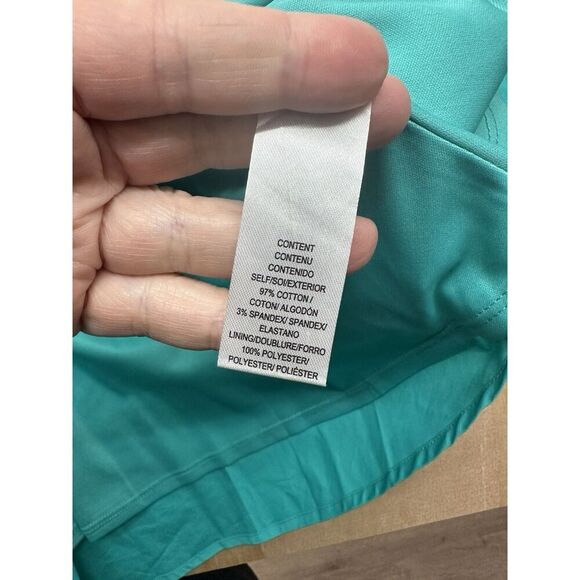 CONTENT
CONTENU
CONTENIDO
SELF/SOI/EXTERIOR
97% COTTON /
COTON/ ALGODÓN
3% SPANDEX/ SPANDEX/
ELASTANO
LINING/DOUBLURE/FORRO
100% POLYESTER/
POLYESTER/ POLIÉSTER